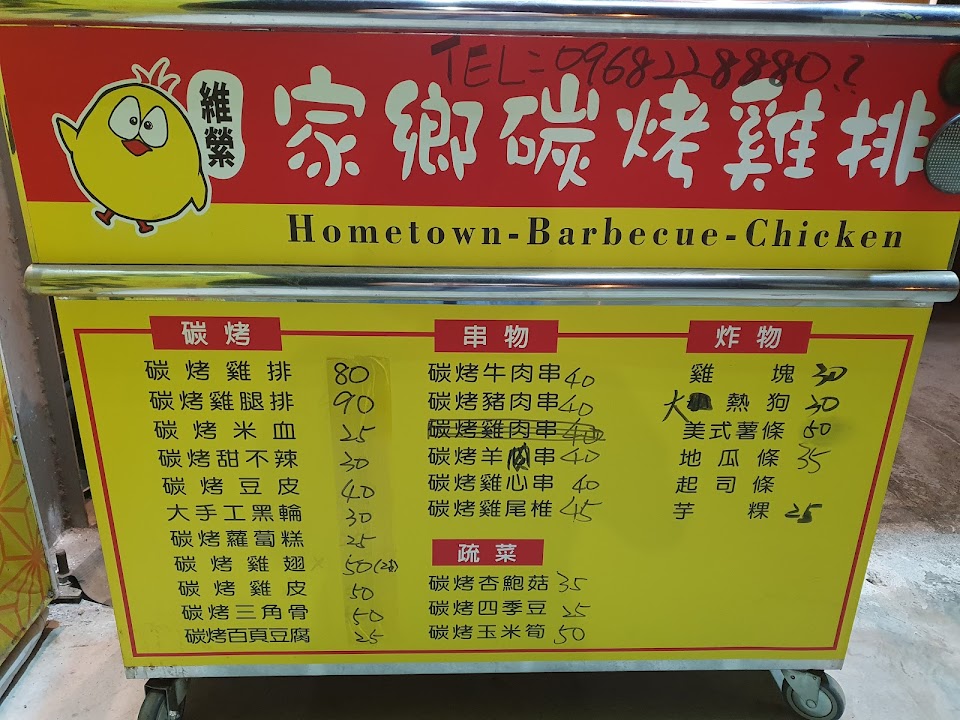 TEL:0968228880??
維縈
家鄉碳烤雞排
Hometown-Barbecue-Chicken
碳烤
碳烤雞排 80
碳烤雞腿排 90
碳烤米血 25
碳烤甜不辣 30
碳烤豆皮 40
大手工黑輪 30
碳烤蘿蔔糕 25
碳烤雞翅 50(2支)
碳烤雞皮 50
碳烤三角骨 50
碳烤百頁豆腐 25
串物
碳烤牛肉串 40
碳烤豬肉串 40
碳烤雞肉串 40
碳烤羊肉串 40
碳烤雞心串 40
碳烤雞尾椎 45
疏菜
碳烤杏鮑菇 35
碳烤四季豆 25
碳烤玉米筍 50
炸物
雞塊 30
大熱狗 30
美式薯條 50
地瓜條 35
起司條
芋粿 25